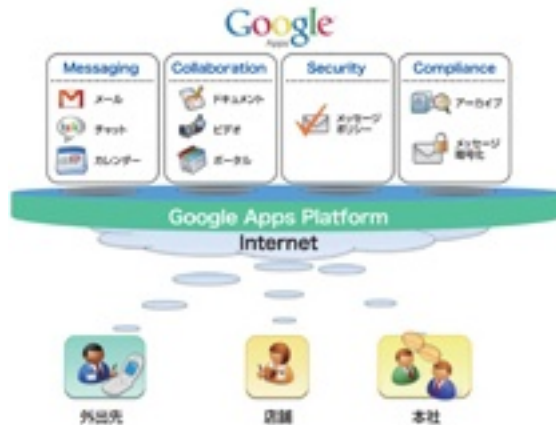 Google
Apps
Messaging
メール
チャット
カレンダー
Collaboration
ドキュメント
ビデオ
ポータル
Security
メッセージ
ポリシー
Compliance
アーカイブ
メッセージ
暗号化
Google Apps Platform
Internet
外出先
店舗
本社